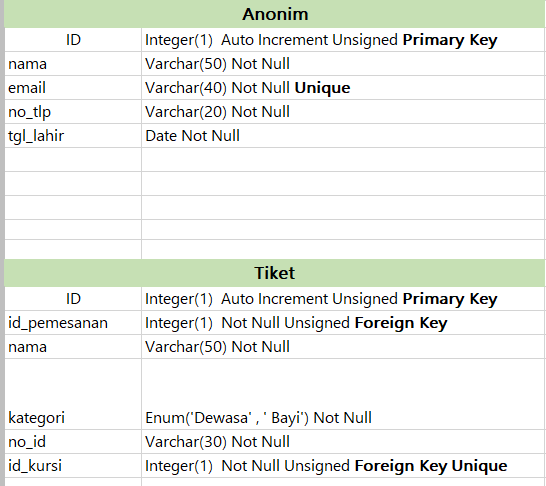 Anonim
ID Integer(1)  Auto Increment Unsigned Primary Key
nama Varchar(50) Not Null
email Varchar(40) Not Null Unique
no_tlp Varchar(20) Not Null
tgl_lahir Date Not Null
Tiket
ID Integer(1)  Auto Increment Unsigned Primary Key
id_pemesanan Integer(1)  Not Null Unsigned Foreign Key
nama Varchar(50) Not Null
kategori Enum('Dewasa' , ' Bayi') Not Null
no_id Varchar(30) Not Null
id_kursi Integer(1)  Not Null Unsigned Foreign Key Unique